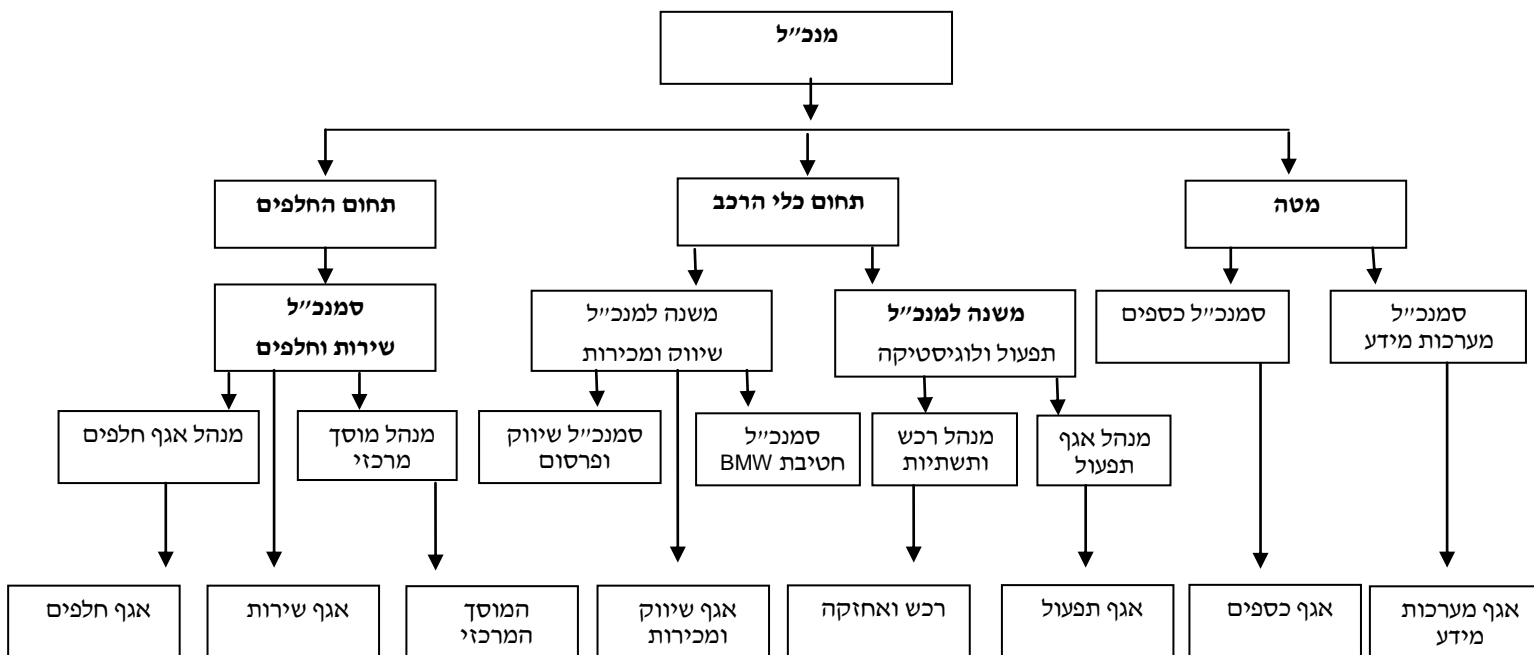 מנכ״ל
מטה
תחום כלי הרכב
תחום החלפים
סמנכ״ל
מערכות מידע
סמנכ״ל כספים
משנה למנכ״ל
תפעול ולוגיסטיקה
משנה למנכ״ל
שיווק ומכירות
סמנכ״ל
שירות וחלפים
מנהל אגף
תפעול
מנהל רכש
ותשתיות
סמנכ״ל
חטיבת BMW
סמנכ״ל שיווק
ופרסום
מנהל מוסך
מרכזי
מנהל אגף חלפים
אגף מערכות
מידע
אגף כספים
אגף תפעול
רכש ואחזקה
אגף שיווק
ומכירות
המוסך
המרכזי
אגף שירות
אגף חלפים